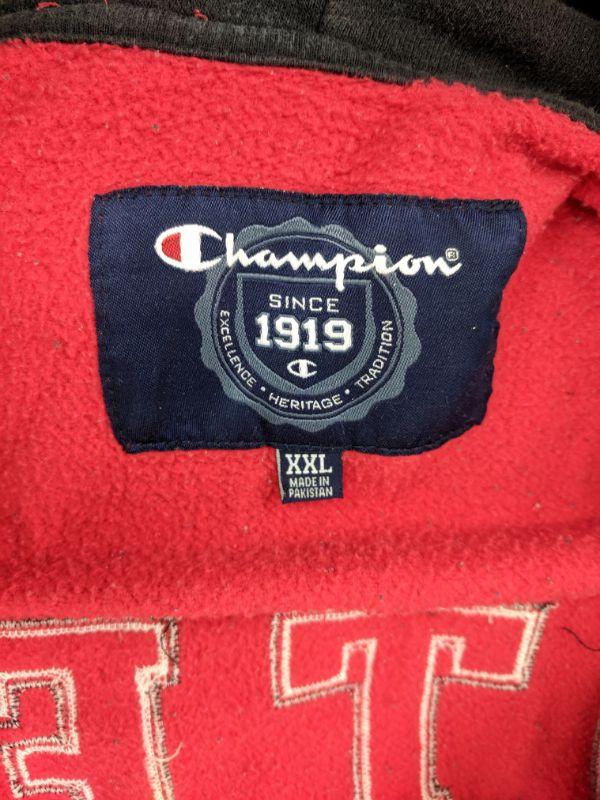 Champion®
SINCE
1919
EXCELLENCE • HERITAGE • TRADITION
XXL
MADE IN
PAKISTAN